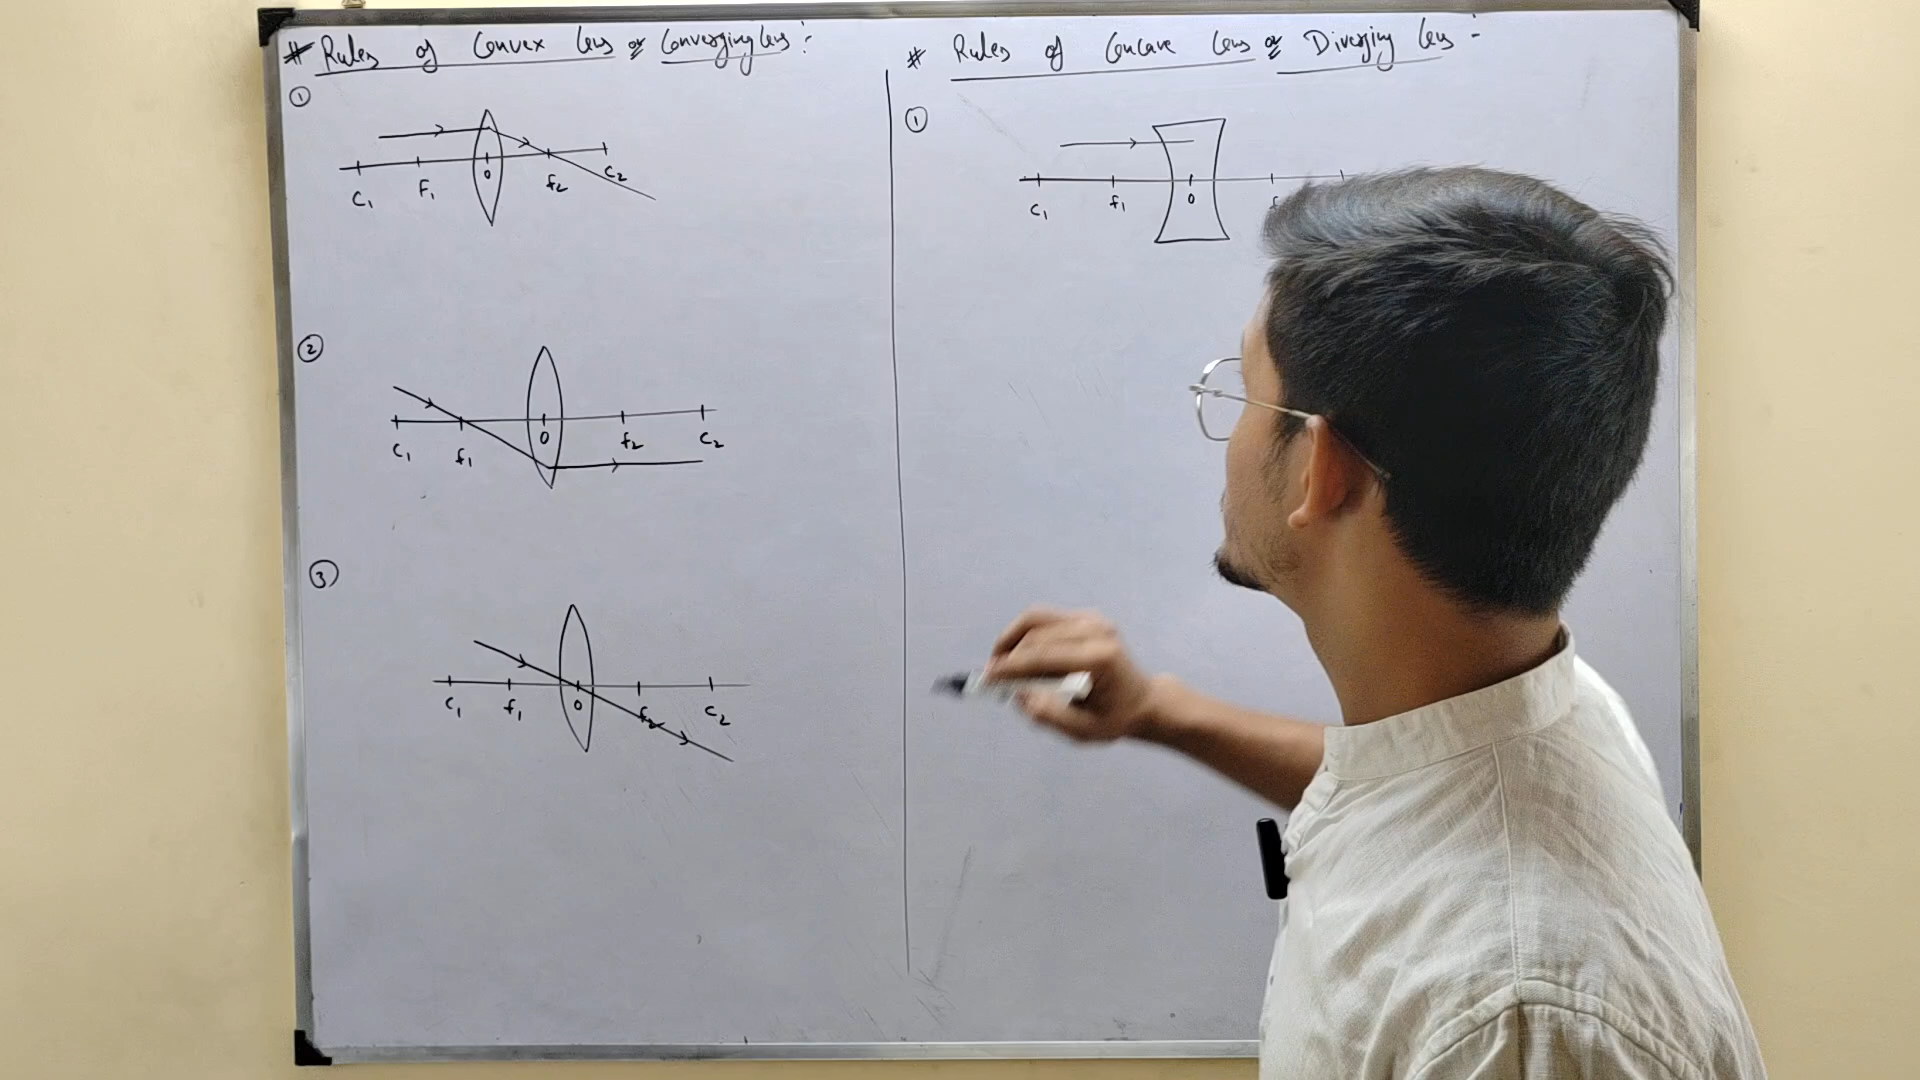 # Rules of Convex lens or Converging lens :-
①
C₁ F₁ O f₂ C₂
②
C₁ f₁ O f₂ C₂
③
C₁ f₁ O f₂ C₂
# Rules of Concave lens or Diverging lens :-
①
C₁ f₁ O f